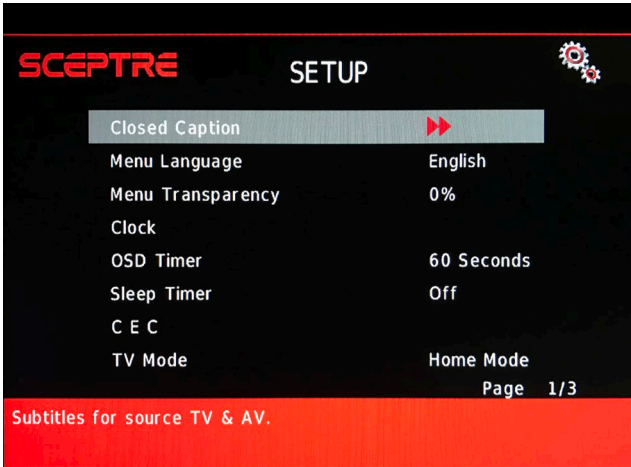 SCEPTRE
SETUP
Closed Caption
Menu Language English
Menu Transparency 0%
Clock
OSD Timer 60 Seconds
Sleep Timer Off
C E C
TV Mode Home Mode
Page 1/3
Subtitles for source TV & AV.